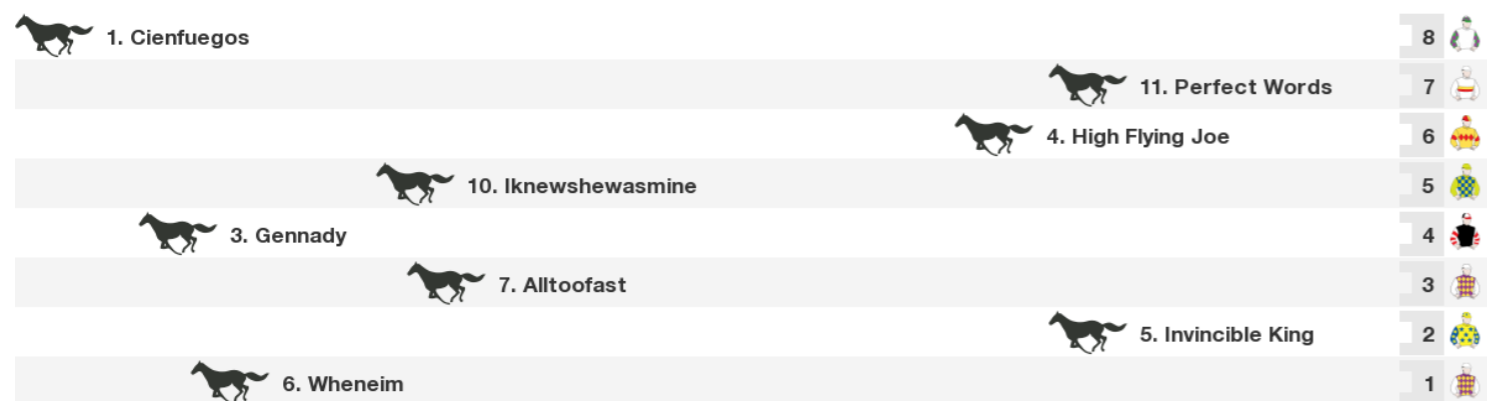 1. Cienfuegos 8
11. Perfect Words 7
4. High Flying Joe 6
10. Iknewshewasmine 5
3. Gennady 4
7. Alltoofast 3
5. Invincible King 2
6. Wheneim 1